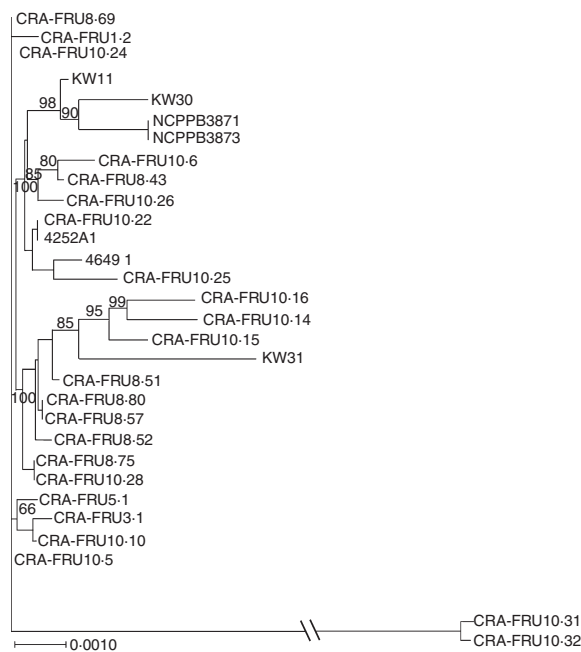 CRA-FRU8·69
CRA-FRU1·2
CRA-FRU10·24
KW11
98
KW30
90
NCPPB3871
NCPPB3873
80
CRA-FRU10·6
85
CRA-FRU8·43
100
CRA-FRU10·26
CRA-FRU10·22
4252A1
4649 1
CRA-FRU10·25
CRA-FRU10·16
99
95
CRA-FRU10·14
85
CRA-FRU10·15
KW31
CRA-FRU8·51
100
CRA-FRU8·80
CRA-FRU8·57
CRA-FRU8·52
CRA-FRU8·75
CRA-FRU10·28
CRA-FRU5·1
66
CRA-FRU3·1
CRA-FRU10·10
CRA-FRU10·5
CRA-FRU10·31
CRA-FRU10·32
0·0010